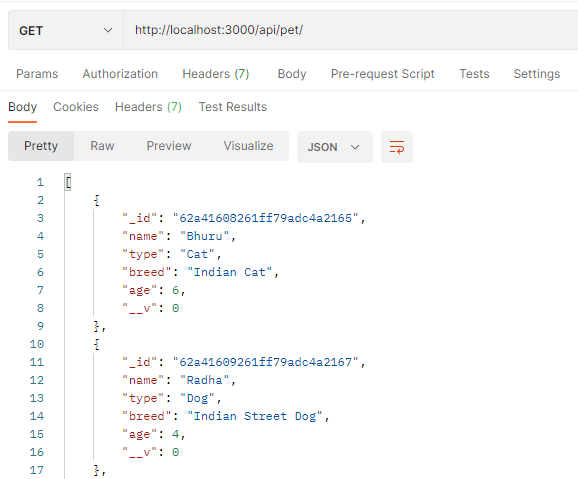 GET http://localhost:3000/api/pet/
Params Authorization Headers (7) Body Pre-request Script Tests Settings
Body Cookies Headers (7) Test Results
Pretty Raw Preview Visualize JSON
1 [
2 {
3 "_id": "62a41608261ff79adc4a2165",
4 "name": "Bhuru",
5 "type": "Cat",
6 "breed": "Indian Cat",
7 "age": 6,
8 "__v": 0
9 },
10 {
11 "_id": "62a41609261ff79adc4a2167",
12 "name": "Radha",
13 "type": "Dog",
14 "breed": "Indian Street Dog",
15 "age": 4,
16 "__v": 0
17 },